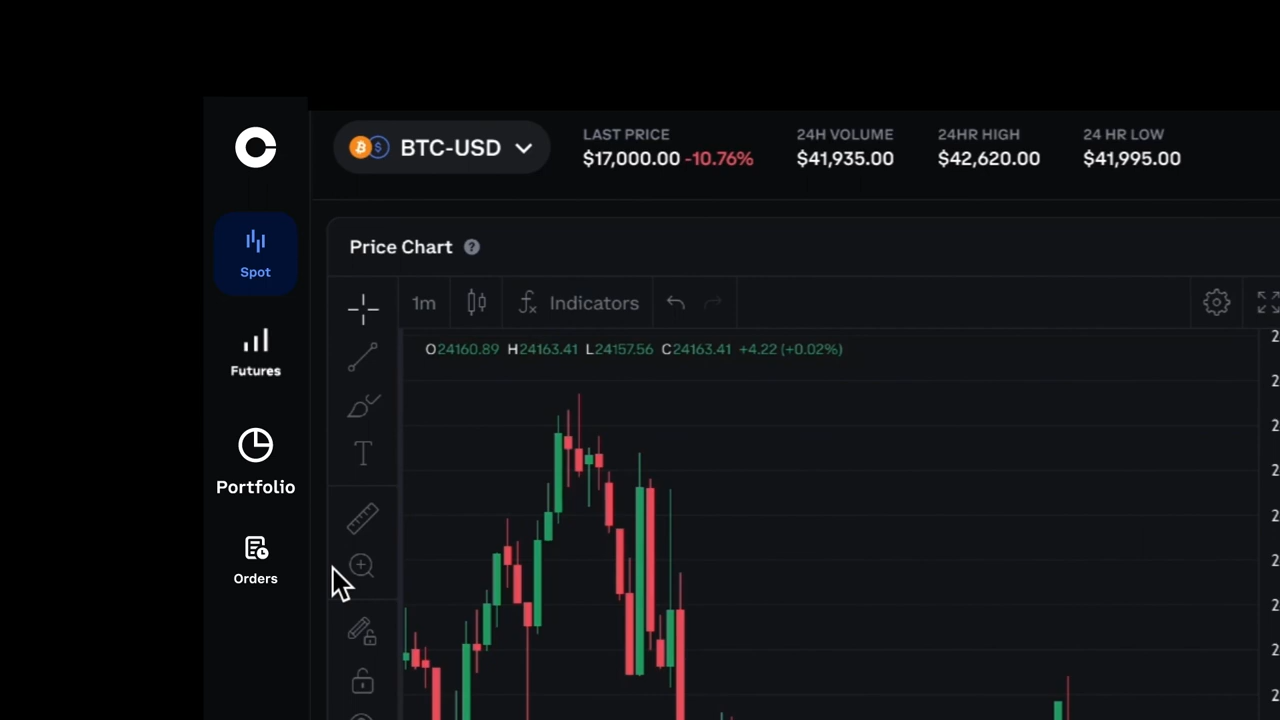 BTC-USD
LAST PRICE
$17,000.00 -10.76%
24H VOLUME
$41,935.00
24HR HIGH
$42,620.00
24 HR LOW
$41,995.00
Spot
Futures
Portfolio
Orders
Price Chart ?
1m
fx Indicators
O24160.89 H24163.41 L24157.56 C24163.41 +4.22 (+0.02%)
T